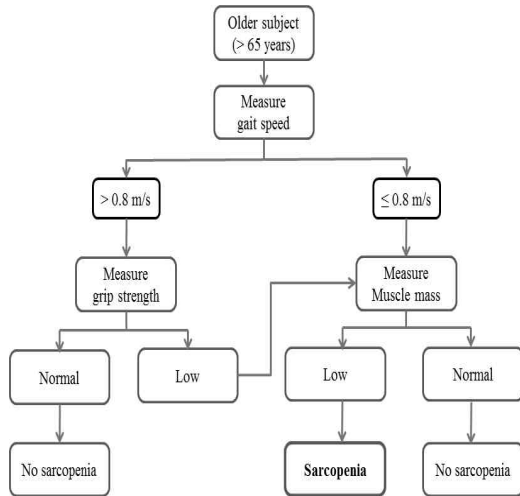 Older subject
(> 65 years)
Measure
gait speed
> 0.8 m/s
≤ 0.8 m/s
Measure
grip strength
Measure
Muscle mass
Normal
Low
Low
Normal
No sarcopenia
Sarcopenia
No sarcopenia